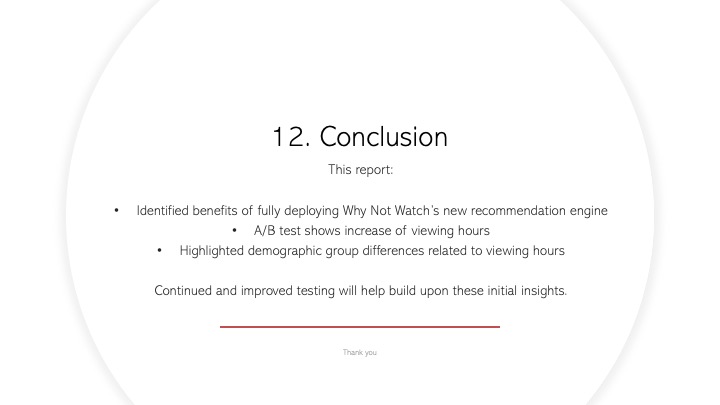 12. Conclusion
This report:
• Identified benefits of fully deploying Why Not Watch's new recommendation engine
• A/B test shows increase of viewing hours
• Highlighted demographic group differences related to viewing hours
Continued and improved testing will help build upon these initial insights.
Thank you